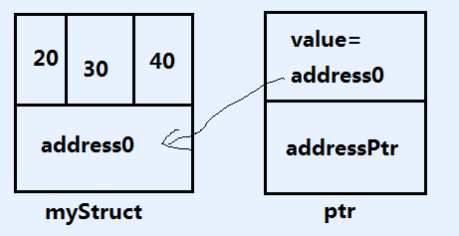 20 30 40
address0
myStruct
value=
address0
addressPtr
ptr